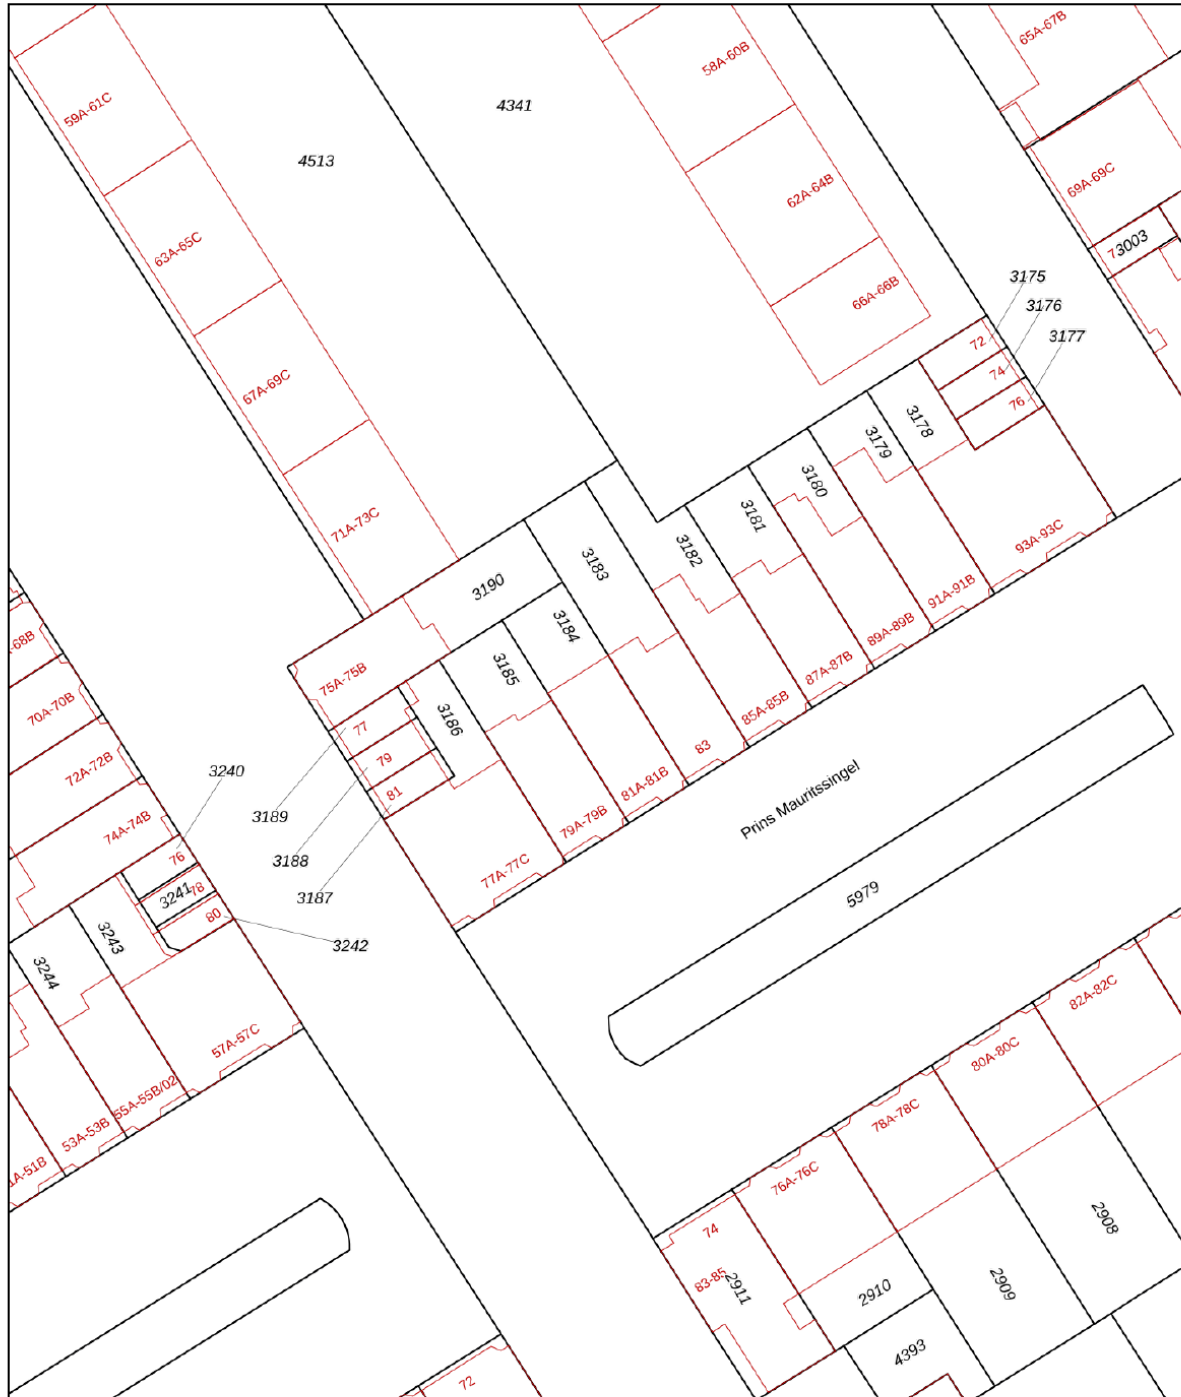 65A-67B
58A-60B
59A-61C
4341
4513
69A-69C
62A-64B
63A-65C
73003
3175
66A-66B
3176
3177
72
74
67A-69C
76
3178
3179
3180
71A-73C
3181
93A-93C
3182
3183
3190
91A-91B
3184
89A-89B
-68B
3185
87A-87B
75A-75B
70A-70B
85A-85B
3186
77
83
79
72A-72B
3240
81A-81B
81
Prins Mauritssingel
3189
79A-79B
74A-74B
76
3188
77A-77C
78
3241
5979
3187
80
3243
3242
3244
82A-82C
57A-57C
80A-80C
55A-55B/02
78A-78C
53A-53B
1A-51B
76A-76C
2908
74
83-85
2911
2909
2910
4393
72